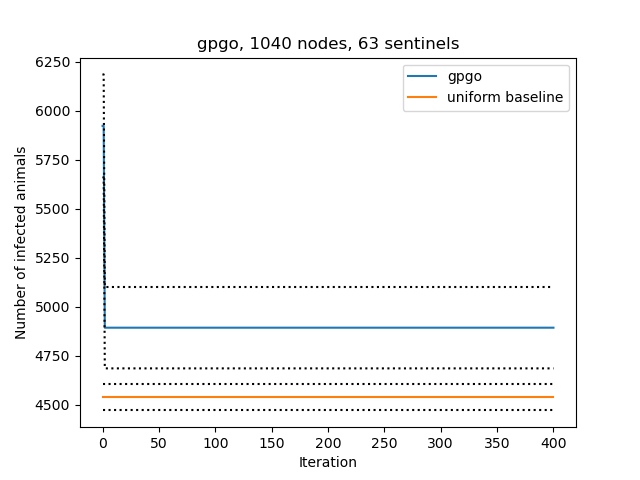 gpgo, 1040 nodes, 63 sentinels
gpgo
uniform baseline
Number of infected animals
6250
6000
5750
5500
5250
5000
4750
4500
0 50 100 150 200 250 300 350 400
Iteration